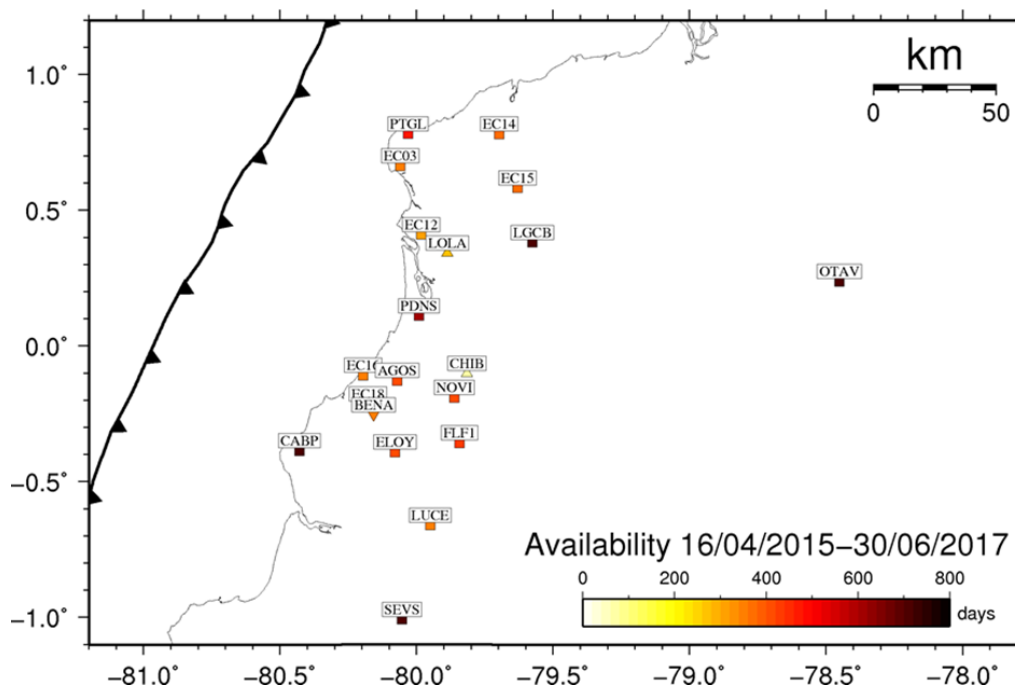 1.0˚
0.5˚
0.0˚
−0.5˚
−1.0˚
km
0 50
PTGL
EC14
EC03
EC15
EC12
LGCB
LOLA
OTAV
PDNS
EC16
AGOS
CHIB
NOVI
EC18
BENA
FLF1
CABP
ELOY
LUCE
SEVS
Availability 16/04/2015−30/06/2017
0 200 400 600 800
days
−81.0˚ −80.5˚ −80.0˚ −79.5˚ −79.0˚ −78.5˚ −78.0˚